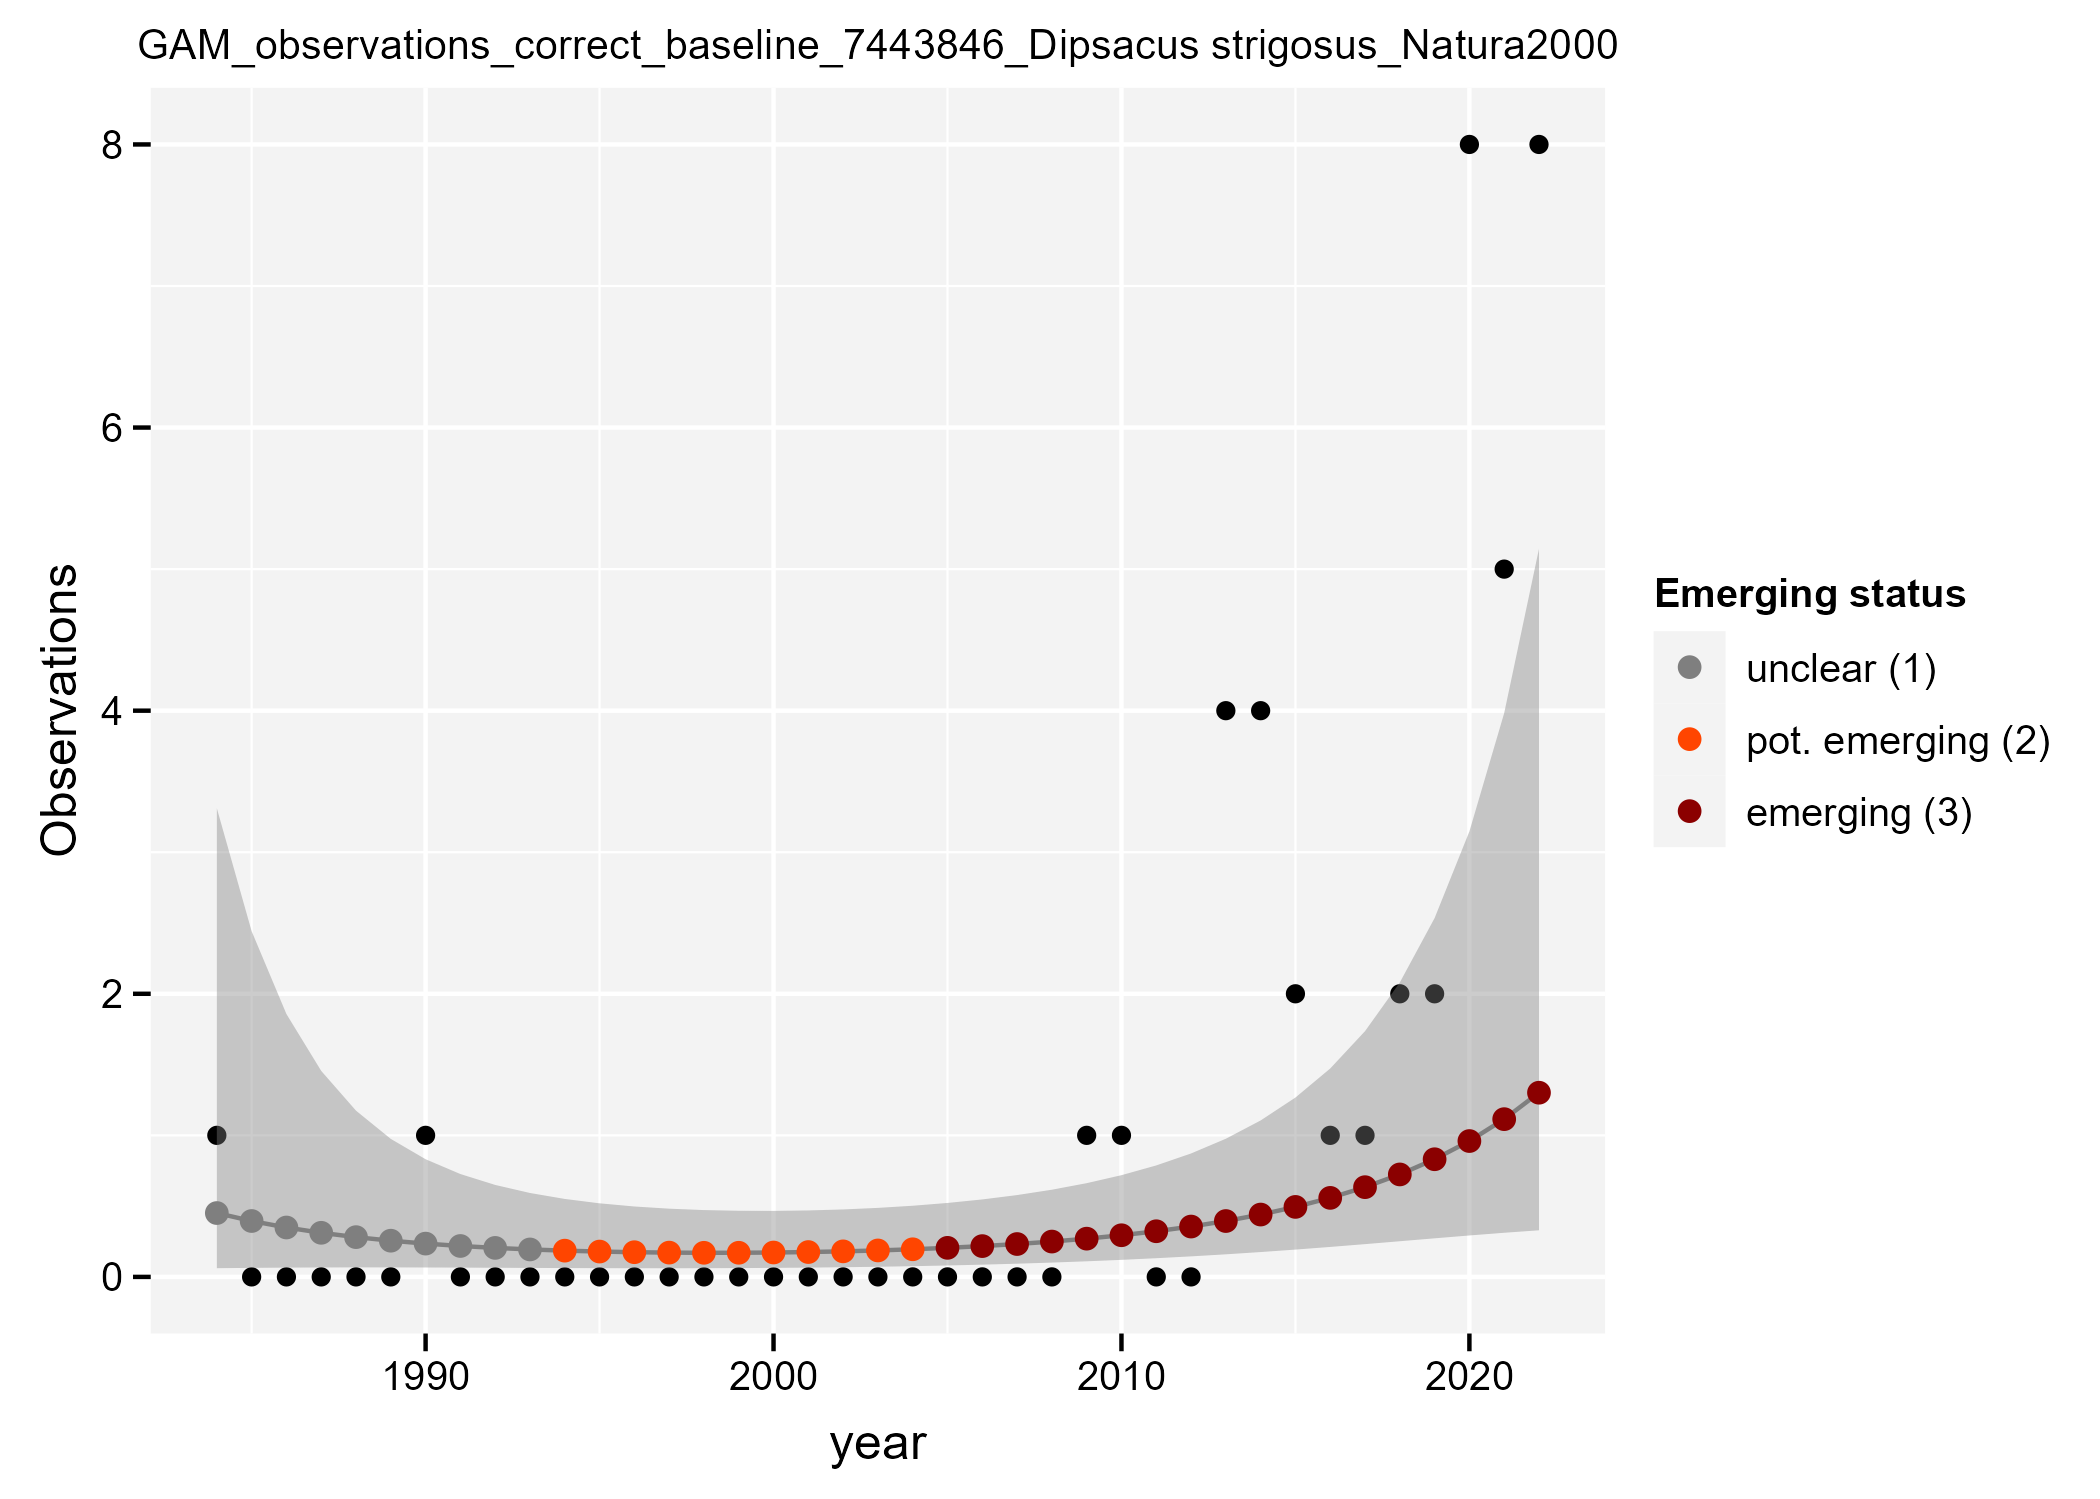 GAM_observations_correct_baseline_7443846_Dipsacus strigosus_Natura2000
Observations
8
6
4
2
0
1990
2000
2010
2020
year
Emerging status
unclear (1)
pot. emerging (2)
emerging (3)